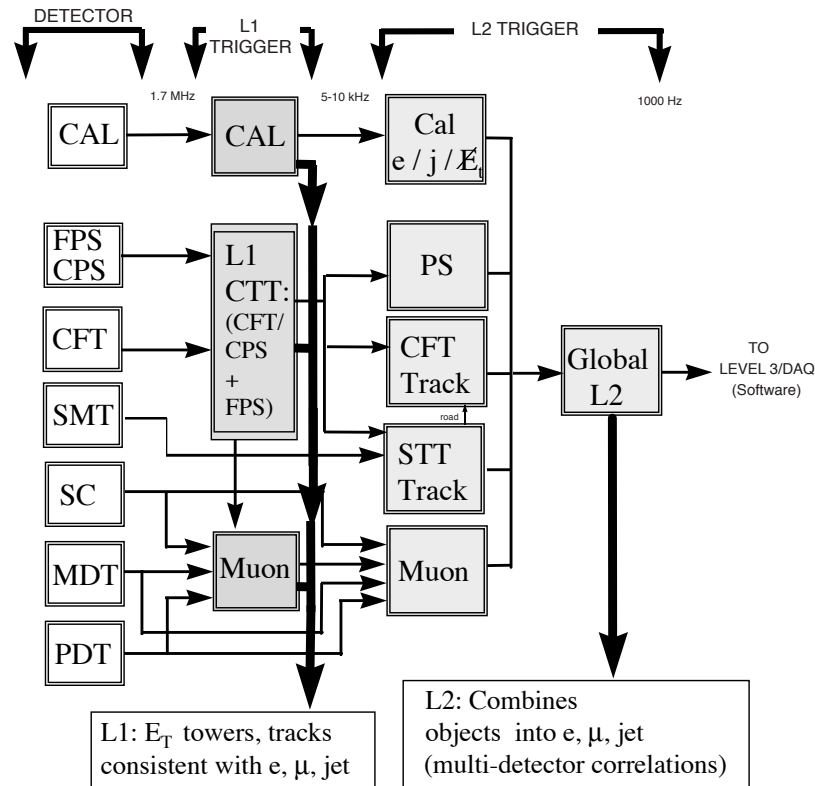 DETECTOR
L1
TRIGGER
L2 TRIGGER
1.7 MHz
5-10 kHz
1000 Hz
CAL
CAL
Cal
e / j / E̸t
FPS
CPS
L1
CTT:
(CFT/
CPS
+
FPS)
PS
CFT
CFT
Track
Global
L2
TO
LEVEL 3/DAQ
(Software)
road
SMT
STT
Track
SC
MDT
Muon
Muon
PDT
L1: ET towers, tracks
consistent with e, μ, jet
L2: Combines
objects into e, μ, jet
(multi-detector correlations)